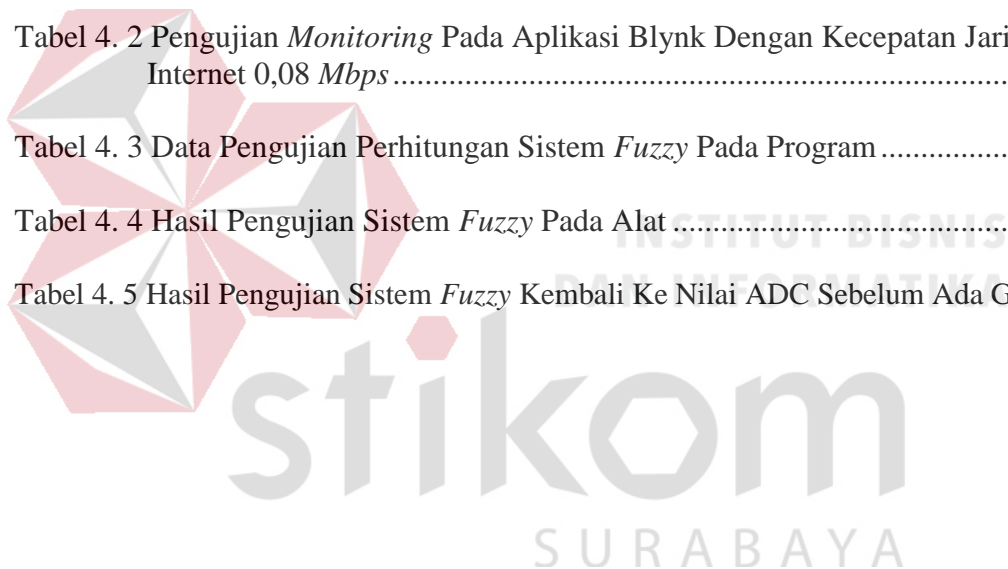 Tabel 4. 2 Pengujian Monitoring Pada Aplikasi Blynk Dengan Kecepatan Jari
Internet 0,08 Mbps
Tabel 4. 3 Data Pengujian Perhitungan Sistem Fuzzy Pada Program
Tabel 4. 4 Hasil Pengujian Sistem Fuzzy Pada Alat
INSTITUT BISNIS
Tabel 4. 5 Hasil Pengujian Sistem Fuzzy Kembali Ke Nilai ADC Sebelum Ada G
DAN INFORMATIKA
stikom
SURABAYA